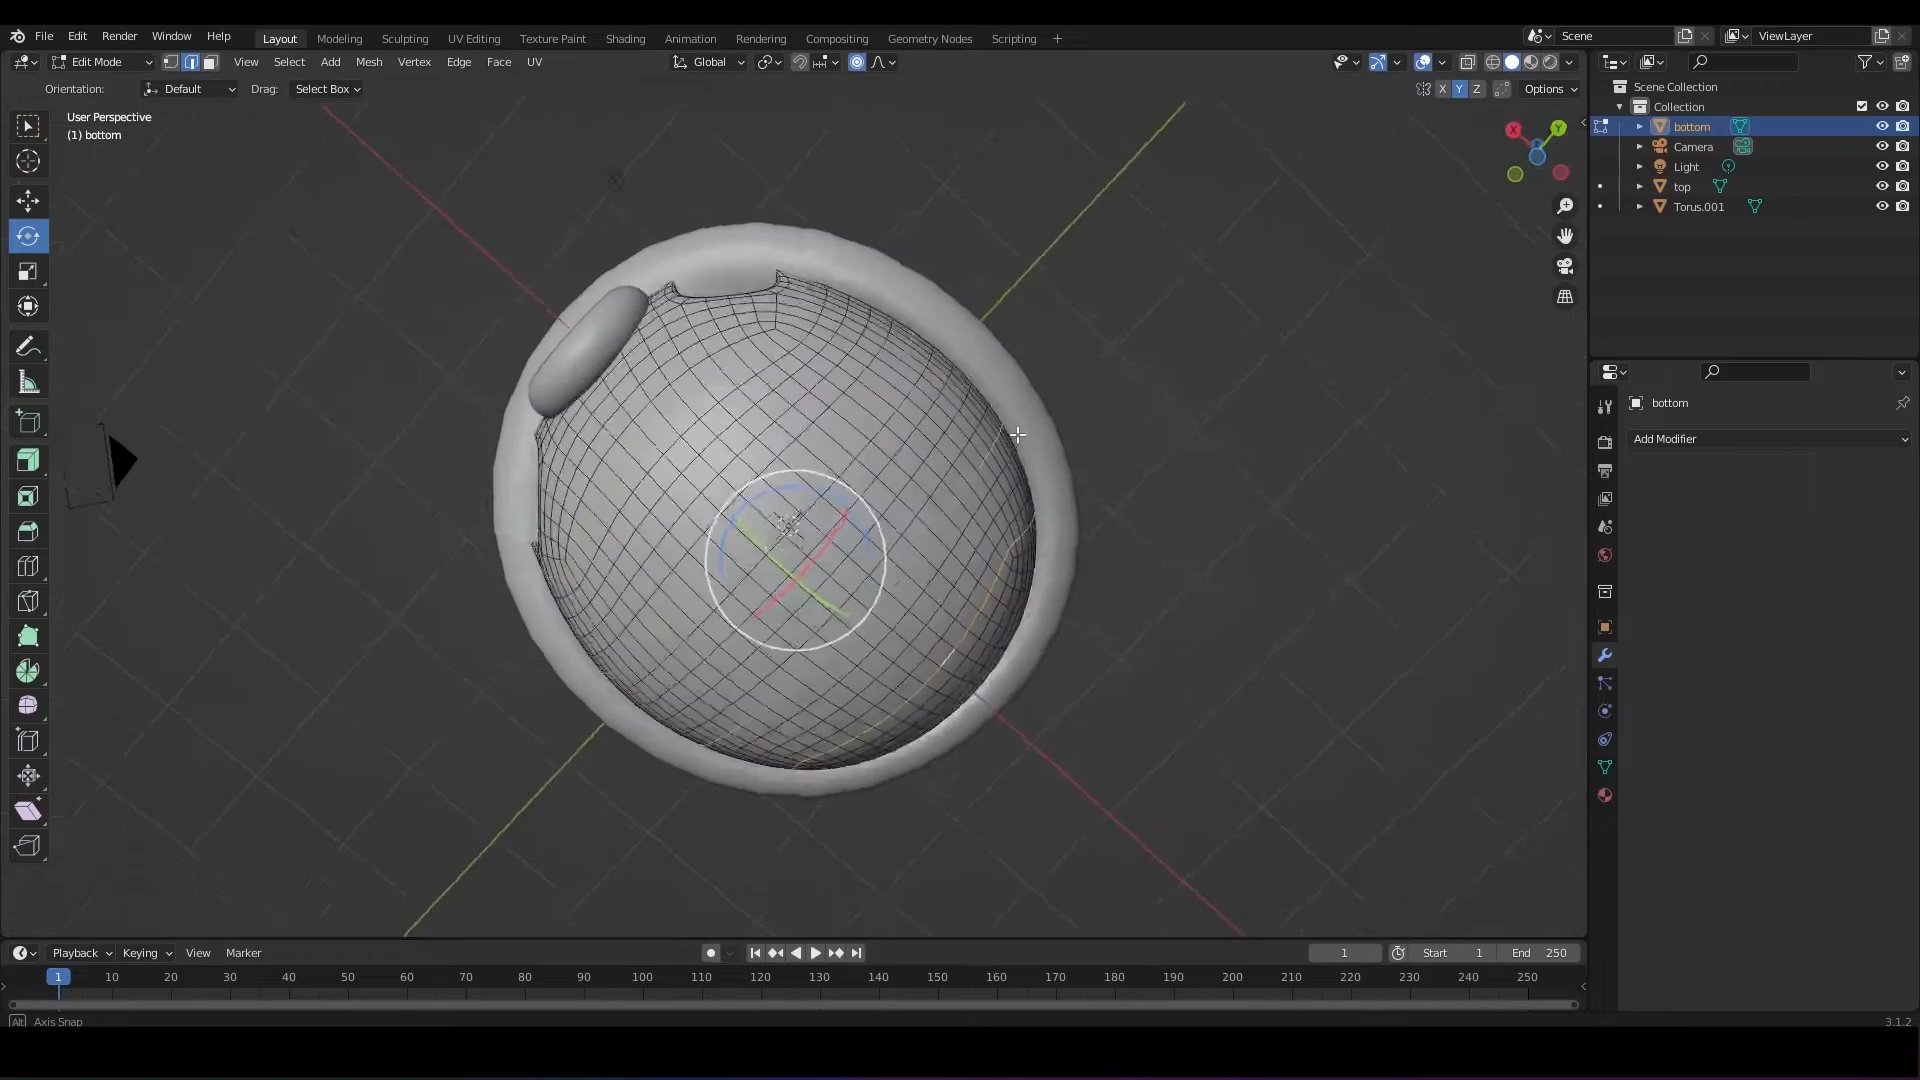 File Edit Render Window Help Layout Modeling Sculpting UV Editing Texture Paint Shading Animation Rendering Compositing Geometry Nodes Scripting + Scene ViewLayer
Edit Mode View Select Add Mesh Vertex Edge Face UV Global
Orientation: Default Drag: Select Box X Y Z Options
User Perspective
(1) bottom
X
Y
Scene Collection
Collection
bottom
Camera
Light
top
Torus.001
bottom
Add Modifier
Playback Keying View Marker 1 Start 1 End 250
1 10 20 30 40 50 60 70 80 90 100 110 120 130 140 150 160 170 180 190 200 210 220 230 240 250
Alt Axis Snap 3.1.2